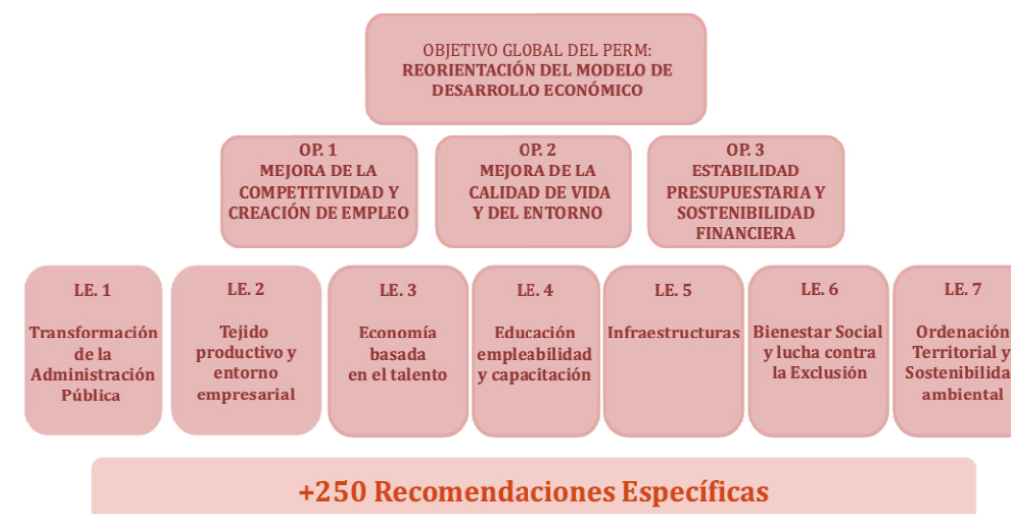 OBJETIVO GLOBAL DEL PERM:
REORIENTACIÓN DEL MODELO DE
DESARROLLO ECONÓMICO
OP. 1
MEJORA DE LA
COMPETITIVIDAD Y
CREACIÓN DE EMPLEO
OP. 2
MEJORA DE LA
CALIDAD DE VIDA
Y DEL ENTORNO
OP. 3
ESTABILIDAD
PRESUPUESTARIA Y
SOSTENIBILIDAD
FINANCIERA
LE. 1
Transformación
de la
Administración
Pública
LE. 2
Tejido
productivo y
entorno
empresarial
LE. 3
Economía
basada
en el talento
LE. 4
Educación
empleabilidad
y capacitación
LE. 5
Infraestructuras
LE. 6
Bienestar Social
y lucha contra
la Exclusión
LE. 7
Ordenación
Territorial y
Sostenibilida
ambiental
+250 Recomendaciones Específicas